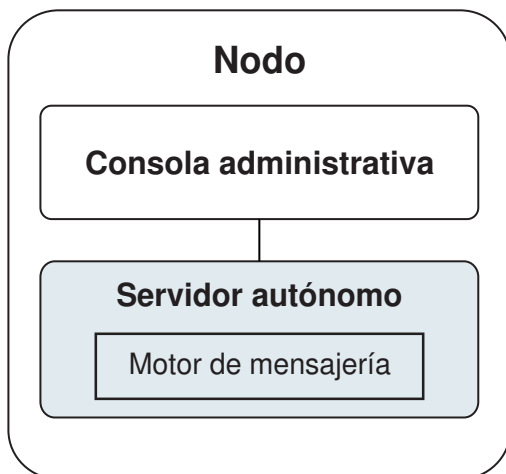 Nodo
Consola administrativa
Servidor autónomo
Motor de mensajería